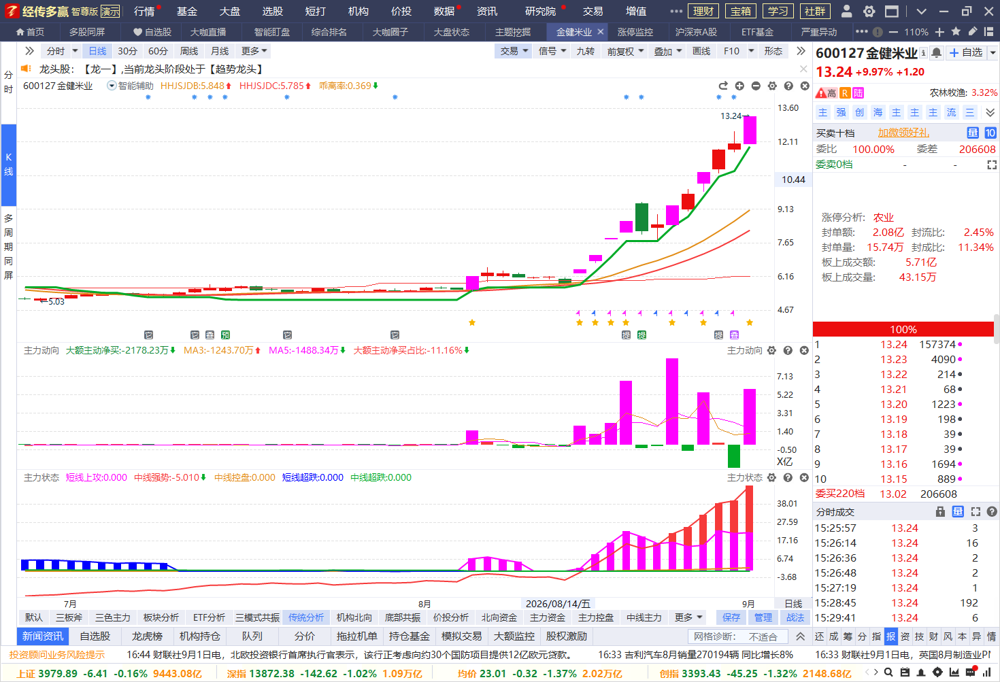 经传多赢 智尊版 演示 行情 基金 大盘 选股 短打 机构 价投 数据 资讯 研究院 交易 增值 ••• 理财 宝箱 学习 社群
首页 多股同屏 自选股 大咖直播 智能盯盘 综合排名 大咖圈子 大盘状态 主题挖掘 金健米业 × 涨停监控 沪深京A股 ETF基金 严重异动 ••• 110%
分时 日线 30分 60分 周线 月线 更多 交易 信号 九转 前复权 叠加 画线 F10 形态
龙头股： 【龙一】,当前龙头阶段处于【趋势龙头】
600127 金健米业 智能辅助 HHJSJDB:5.848 HHJSJDC:5.785 乖离率:0.369
分时
K线
多周期同屏
13.60
12.11
10.44
9.13
7.65
6.16
4.67
13.24
5.03
它 它 叠 预 它 它 提 提 提 叠
主力动向 大额主动净买:-2178.23万 MA3:-1243.70万 MA5:-1488.34万 大额主动净买占比:-11.16% 主力动向
7.13
5.22
3.31
1.40
-0.50
X亿
主力状态 短线上攻:0.000 中线强势:-5.010 中线控盘:0.000 短线超跌:0.000 中线超跌:0.000 主力状态
38.01
27.59
17.16
6.74
-3.68
7月 8月 2026/08/14/五 9月 日线
默认 三板斧 三色主力 板块分析 ETF分析 三模式共振 传统分析 机构北向 底部共振 价投分析 北向资金 主力资金 主力控盘 中线主力 更多 保存 管理 战法
新闻资讯 自选股 龙虎榜 机构持仓 队列 分价 拖拉机单 持仓基金 模拟交易 大额监控 股权激励 网格诊断: 不适合
600127 金健米业 自选
13.24 +9.97% +1.20
高 R 陆 农林牧渔: 3.32%
主 强 创 海 主 主 主 流 三
买卖十档 加微领好礼 量 10
委比 100.00% 委差 206608
委卖0档 - -
涨停分析: 农业
封单额: 2.08亿 封流比: 2.45%
封单量: 15.74万 封成比: 11.34%
板上成交额: 5.71亿
板上成交量: 43.15万
100%
1 13.24 157374
2 13.23 4090
3 13.22 214
4 13.21 68
5 13.20 1223
6 13.19 198
7 13.18 39
8 13.17 39
9 13.16 1694
10 13.15 889
委买220档 13.02 206608
分时成交 量
15:25:57 13.24 3
15:26:14 13.24 16
15:26:36 13.24 2
15:26:48 13.24 2
15:27:19 13.24 1
15:28:45 13.24 192
15:29:41 13.24 6
还 成 筹 分 指 报 资 技 财 风 本 异 情
投资顾问业务风险提示 16:44 财联社9月1日电，北欧投资银行首席执行官表示，该行正考虑向约30个国防项目提供12亿欧元贷款。 16:33 吉利汽车8月销量270194辆 同比增长8% 16:33 财联社9月1日电，英国8月制造业PM
上证 3979.89 -6.41 -0.16% 9443.08亿 深指 13872.38 -142.62 -1.02% 1.09万亿 均价 23.01 -0.32 -1.37% 2.02万亿 创指 3393.43 -45.25 -1.32% 2148.68亿